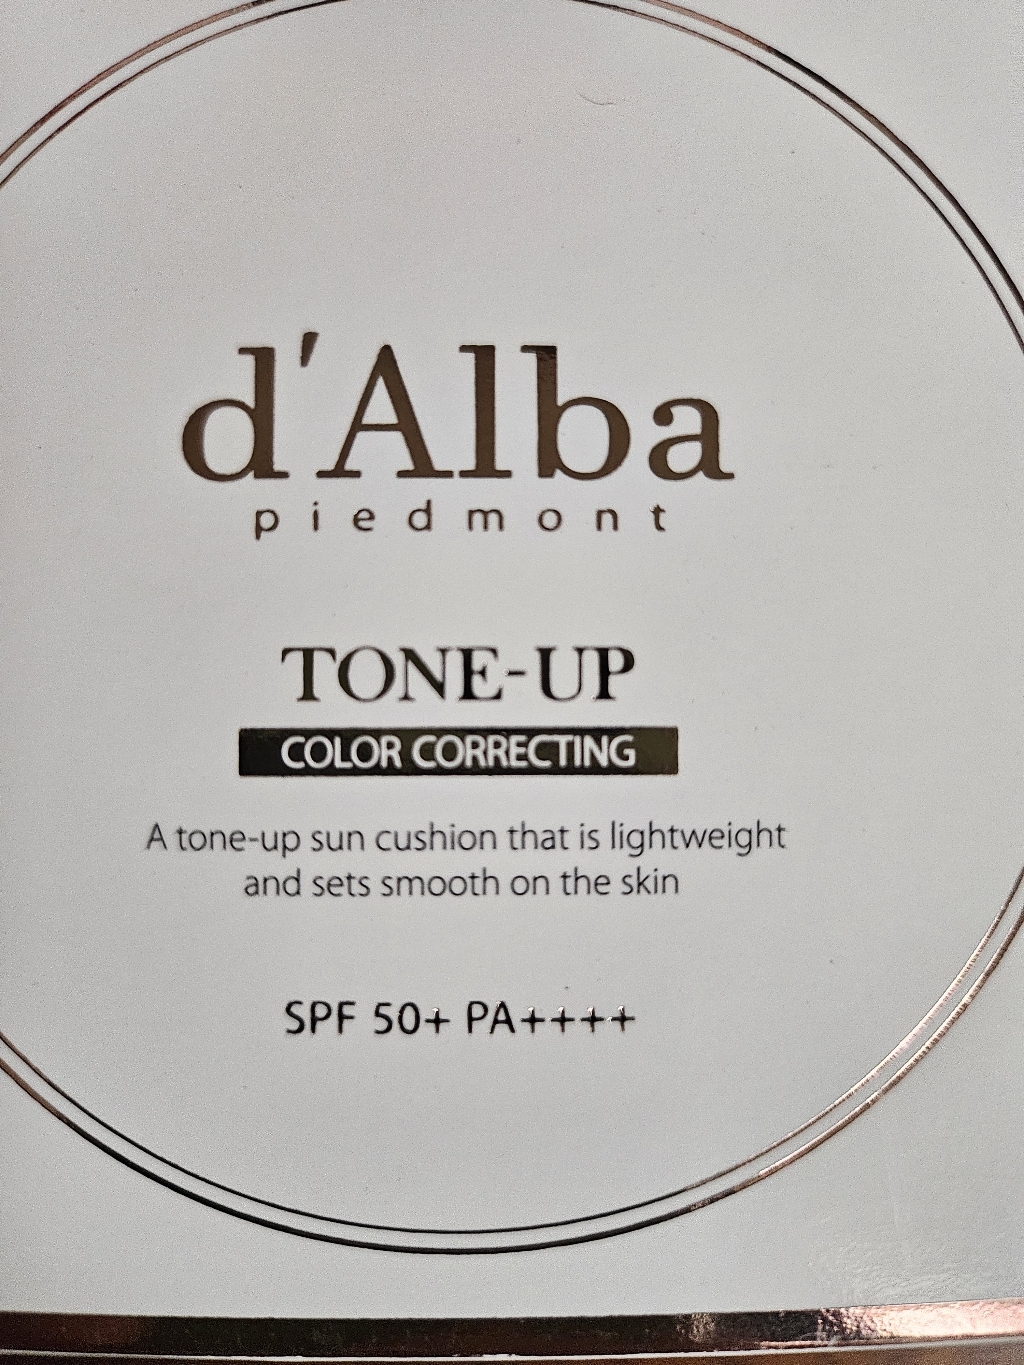 d'Alba
piedmont
TONE-UP
COLOR CORRECTING
A tone-up sun cushion that is lightweight
and sets smooth on the skin
SPF 50+ PA++++